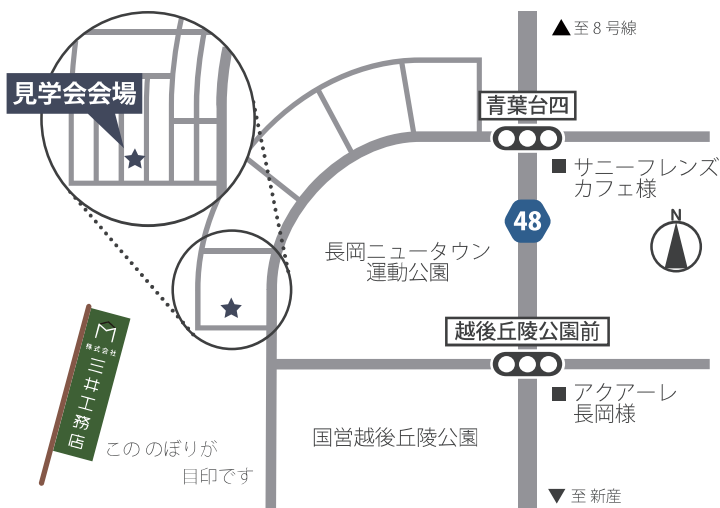 ▲至8号線
見学会会場
青葉台四
サニーフレンズ
カフェ様
48
N
長岡ニュータウン
運動公園
越後丘陵公園前
アクアーレ
長岡様
国営越後丘陵公園
M
株式会社
三井工務店
この のぼりが
目印です
▼至 新産